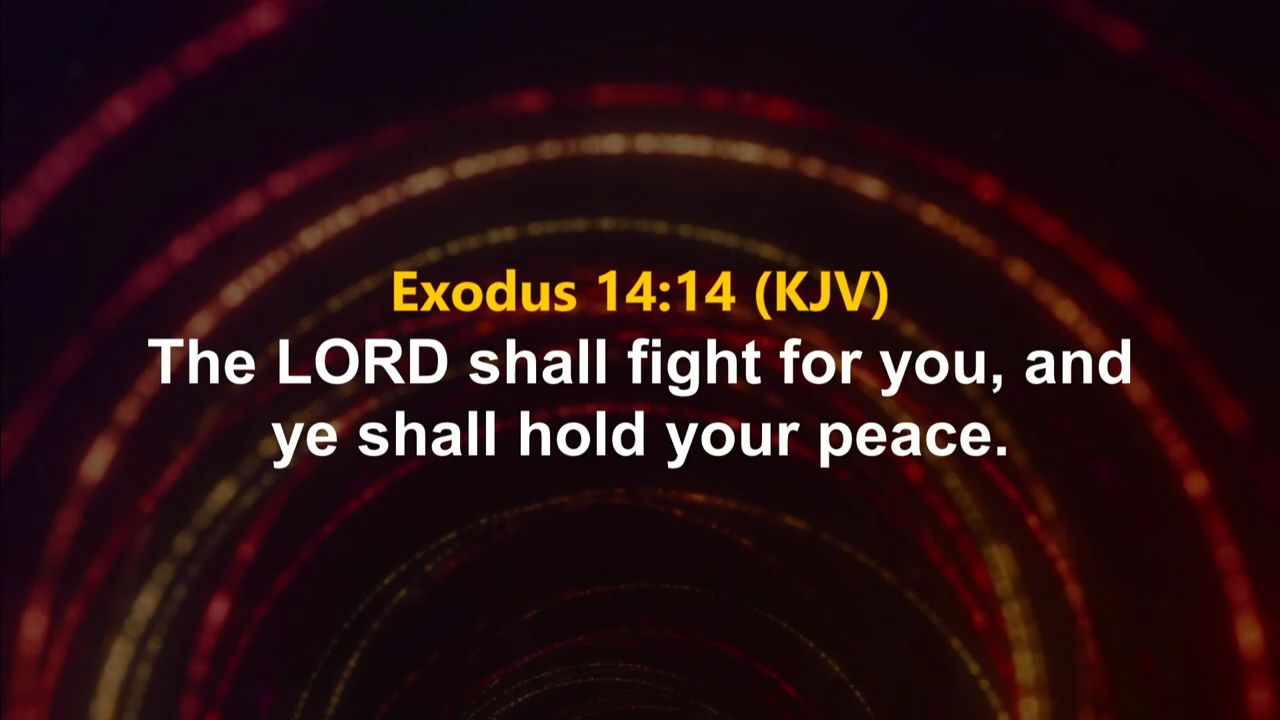 Exodus 14:14 (KJV)
The LORD shall fight for you, and
ye shall hold your peace.